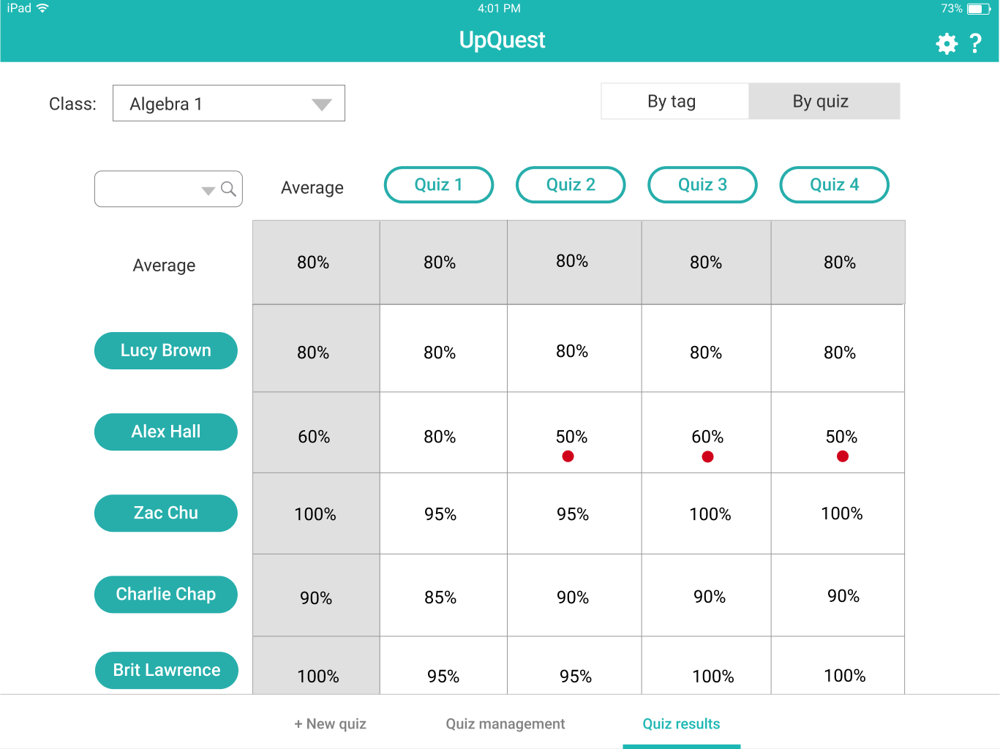 iPad 4:01 PM 73%
UpQuest
?
Class: Algebra 1 By tag By quiz
Average Quiz 1 Quiz 2 Quiz 3 Quiz 4
Average 80% 80% 80% 80% 80%
Lucy Brown 80% 80% 80% 80% 80%
Alex Hall 60% 80% 50% 60% 50%
Zac Chu 100% 95% 95% 100% 100%
Charlie Chap 90% 85% 90% 90% 90%
Brit Lawrence 100% 95% 95% 100% 100%
+ New quiz Quiz management Quiz results